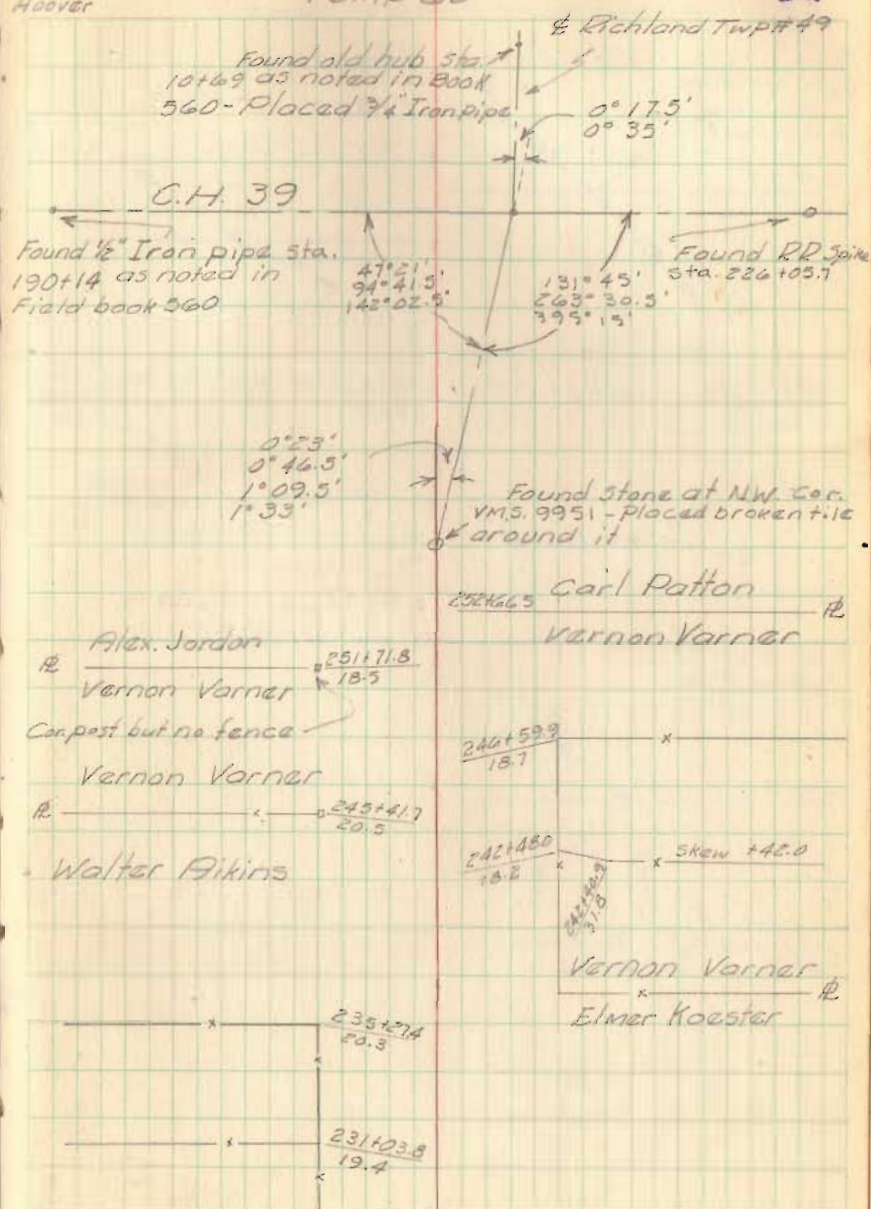 Hoover
℄ Richland Twp #49
Found old hub sta.
10+69 as noted in Book
560 - Placed 3/4" Iron pipe
0° 17.5'
0° 35'
C.H. 39
Found 1/2" Iron pipe sta.
190+14 as noted in
Field book 560
47° 21'
94° 41.5'
142° 02.5'
131° 45'
263° 30.5'
395° 15'
Found RR Spike
sta. 226+05.7
0° 23'
0° 46.5'
1° 09.5'
1° 33'
Found Stone at N.W. Cor.
V.M.S. 9951 - Placed broken tile
around it
Carl Patton
252+66.5 ⅊
Vernon Varner
Alex. Jordan
⅊ 251+71.8
18.5
Vernon Varner
Cor. post but no fence
246+59.9
18.7
Vernon Varner
⅊ 245+41.7
20.5
242+48.0
18.2
Skew +42.0
Walter Aikins
31.8
Vernon Varner
⅊
Elmer Koester
235+27.4
20.3
231+03.8
19.4